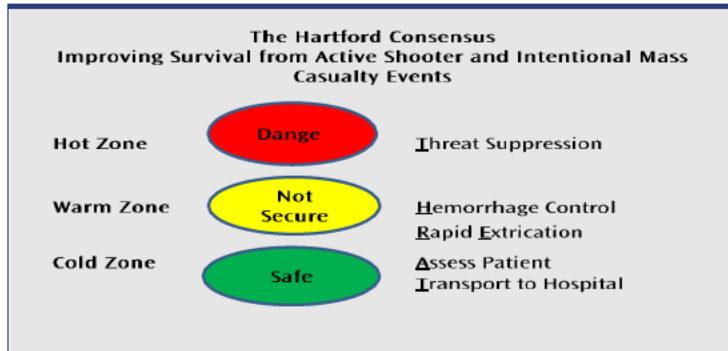 The Hartford Consensus
Improving Survival from Active Shooter and Intentional Mass
Casualty Events
Hot Zone
Dange
Threat Suppression
Warm Zone
Not
Secure
Hemorrhage Control
Rapid Extrication
Cold Zone
Safe
Assess Patient
Transport to Hospital